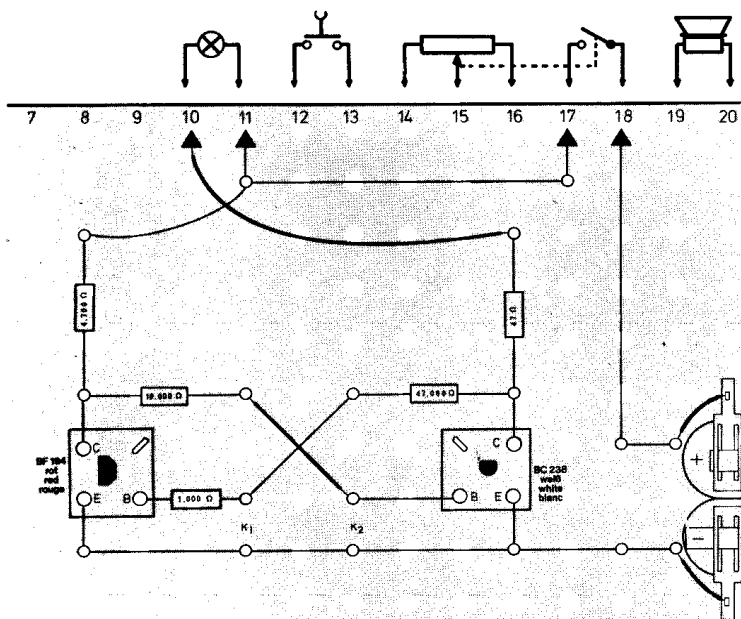 7 8 9 10 11 12 13 14 15 16 17 18 19 20
4,700 Ω
47 Ω
10,000 Ω
47,000 Ω
C
C
BF 194
rot
red
rouge
BC 238
weiß
white
blanc
+
E
B
1,000 Ω
B
E
K1
K2
−